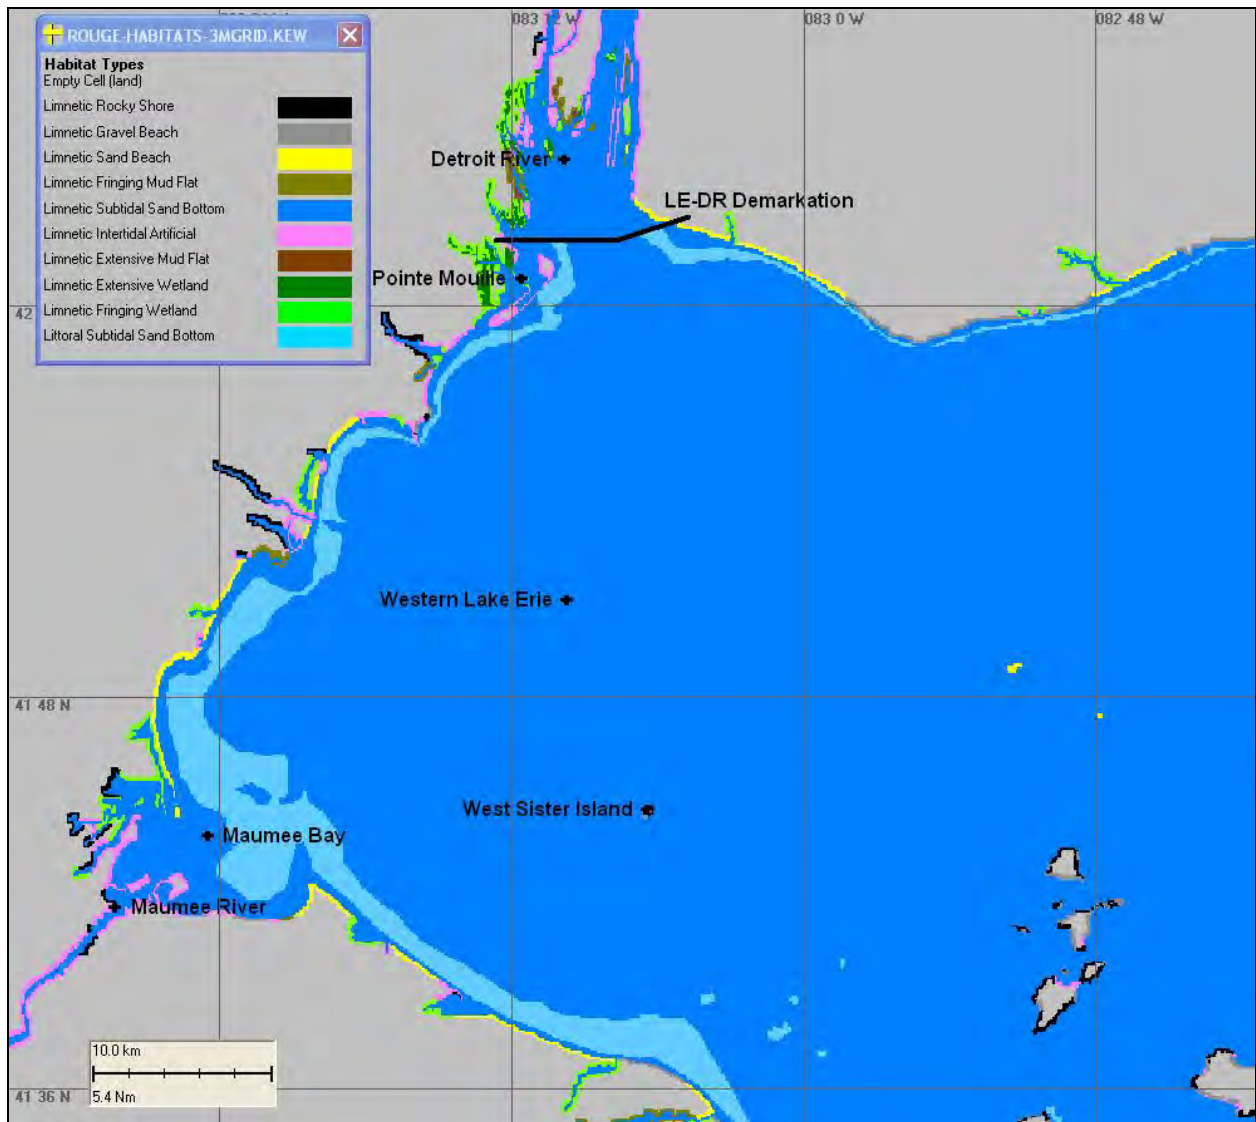 ROUGE-HABITATS-3MGRID.KEW
Habitat Types
Empty Cell (land)
Limnetic Rocky Shore
Limnetic Gravel Beach
Limnetic Sand Beach
Limnetic Fringing Mud Flat
Limnetic Subtidal Sand Bottom
Limnetic Intertidal Artificial
Limnetic Extensive Mud Flat
Limnetic Extensive Wetland
Limnetic Fringing Wetland
Littoral Subtidal Sand Bottom
083 12 W
083 0 W
082 48 W
Detroit River
LE-DR Demarkation
Pointe Mouille
42
Western Lake Erie
41 48 N
West Sister Island
Maumee Bay
Maumee River
10.0 km
5.4 Nm
41 36 N